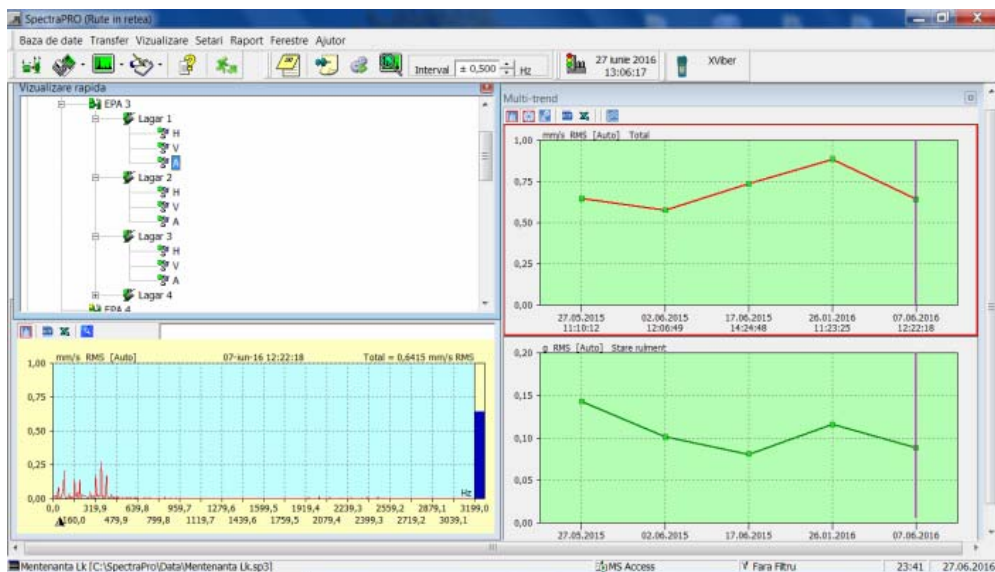 SpectraPRO (Rute in retea)
Baza de date Transfer Vizualizare Setari Raport Ferestre Ajutor
Interval ± 0,500 Hz
27 iunie 2016
13:06:17
XViber
Vizualizare rapida
EPA 3
Lagar 1
H
V
A
Lagar 2
H
V
A
Lagar 3
H
V
A
Lagar 4
EPA 4
mm/s RMS [Auto] 07-iun-16 12:22:18 Total = 0,6415 mm/s RMS
1,00
0,75
0,50
0,25
0,00
Hz
0,0 319,9 639,8 959,7 1279,6 1599,5 1919,4 2239,3 2559,2 2879,1 3199,0
160,0 479,9 799,8 1119,7 1439,6 1759,5 2079,4 2399,3 2719,2 3039,1
Multi-trend
mm/s RMS [Auto] Total
1,00
0,75
0,50
0,25
0,00
27.05.2015 02.06.2015 17.06.2015 26.01.2016 07.06.2016
11:10:12 12:06:49 14:24:48 11:23:25 12:22:18
g RMS [Auto] Stare rulment
0,20
0,15
0,10
0,05
0,00
27.05.2015 02.06.2015 17.06.2015 26.01.2016 07.06.2016
Mentenanta Lk [C:\SpectraPro\Data\Mentenanta Lk.sp3] MS Access Fara Filtru 23:41 27.06.2016